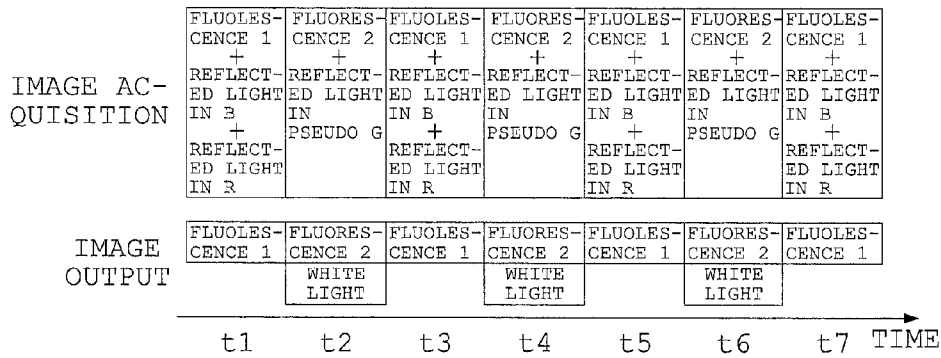 FLUOLES- FLUORES- FLUOLES- FLUORES- FLUOLES- FLUORES- FLUOLES-
CENCE 1 CENCE 2 CENCE 1 CENCE 2 CENCE 1 CENCE 2 CENCE 1
+ + + + + + +
REFLECT- REFLECT- REFLECT- REFLECT- REFLECT- REFLECT- REFLECT-
IMAGE AC- ED LIGHT ED LIGHT ED LIGHT ED LIGHT ED LIGHT ED LIGHT ED LIGHT
QUISITION IN B IN IN B IN IN B IN IN B
+ PSEUDO G + PSEUDO G + PSEUDO G +
REFLECT- REFLECT- REFLECT- REFLECT-
ED LIGHT ED LIGHT ED LIGHT ED LIGHT
IN R IN R IN R IN R
IMAGE FLUOLES- FLUORES- FLUOLES- FLUORES- FLUOLES- FLUORES- FLUOLES-
OUTPUT CENCE 1 CENCE 2 CENCE 1 CENCE 2 CENCE 1 CENCE 2 CENCE 1
WHITE WHITE WHITE
LIGHT LIGHT LIGHT
t1 t2 t3 t4 t5 t6 t7 TIME